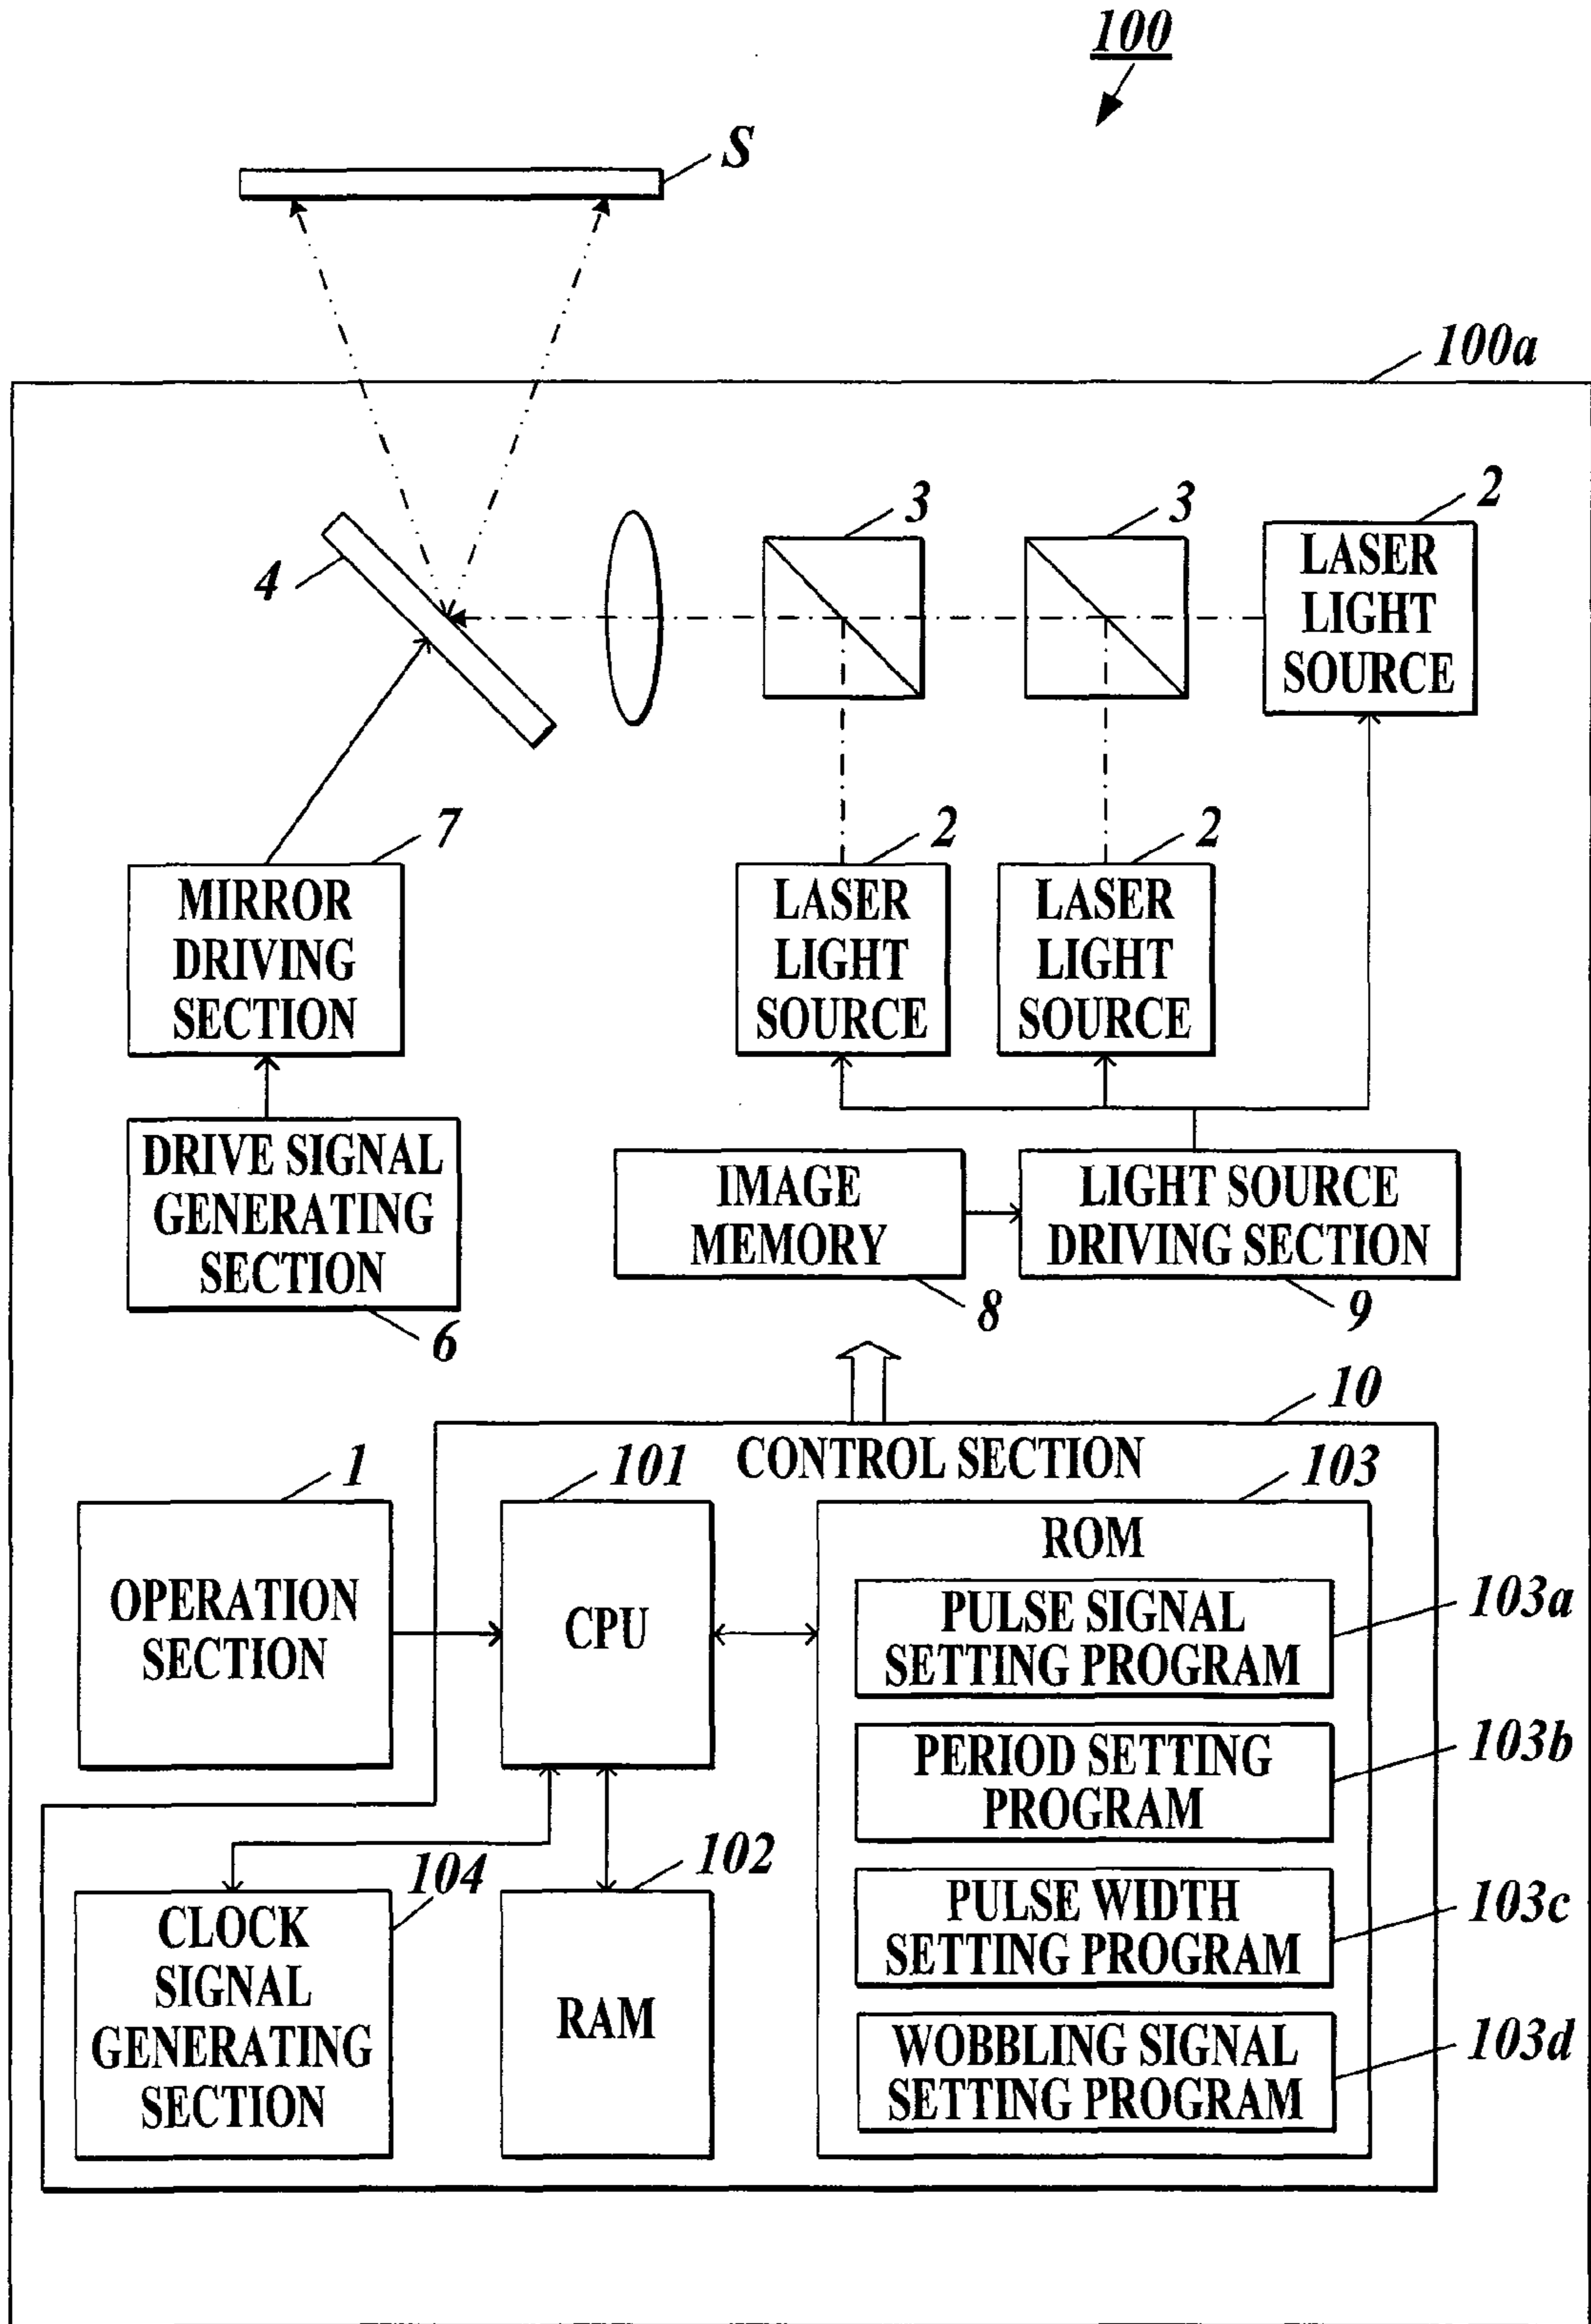 100
S
100a
2
3
3
LASER
LIGHT
SOURCE
4
7
2
2
MIRROR
DRIVING
SECTION
LASER
LIGHT
SOURCE
LASER
LIGHT
SOURCE
DRIVE SIGNAL
GENERATING
SECTION
IMAGE
MEMORY
LIGHT SOURCE
DRIVING SECTION
6
8
9
10
CONTROL SECTION
1
101
103
OPERATION
SECTION
CPU
ROM
PULSE SIGNAL
SETTING PROGRAM
103a
PERIOD SETTING
PROGRAM
103b
104
102
CLOCK
SIGNAL
GENERATING
SECTION
RAM
PULSE WIDTH
SETTING PROGRAM
103c
WOBBLING SIGNAL
SETTING PROGRAM
103d